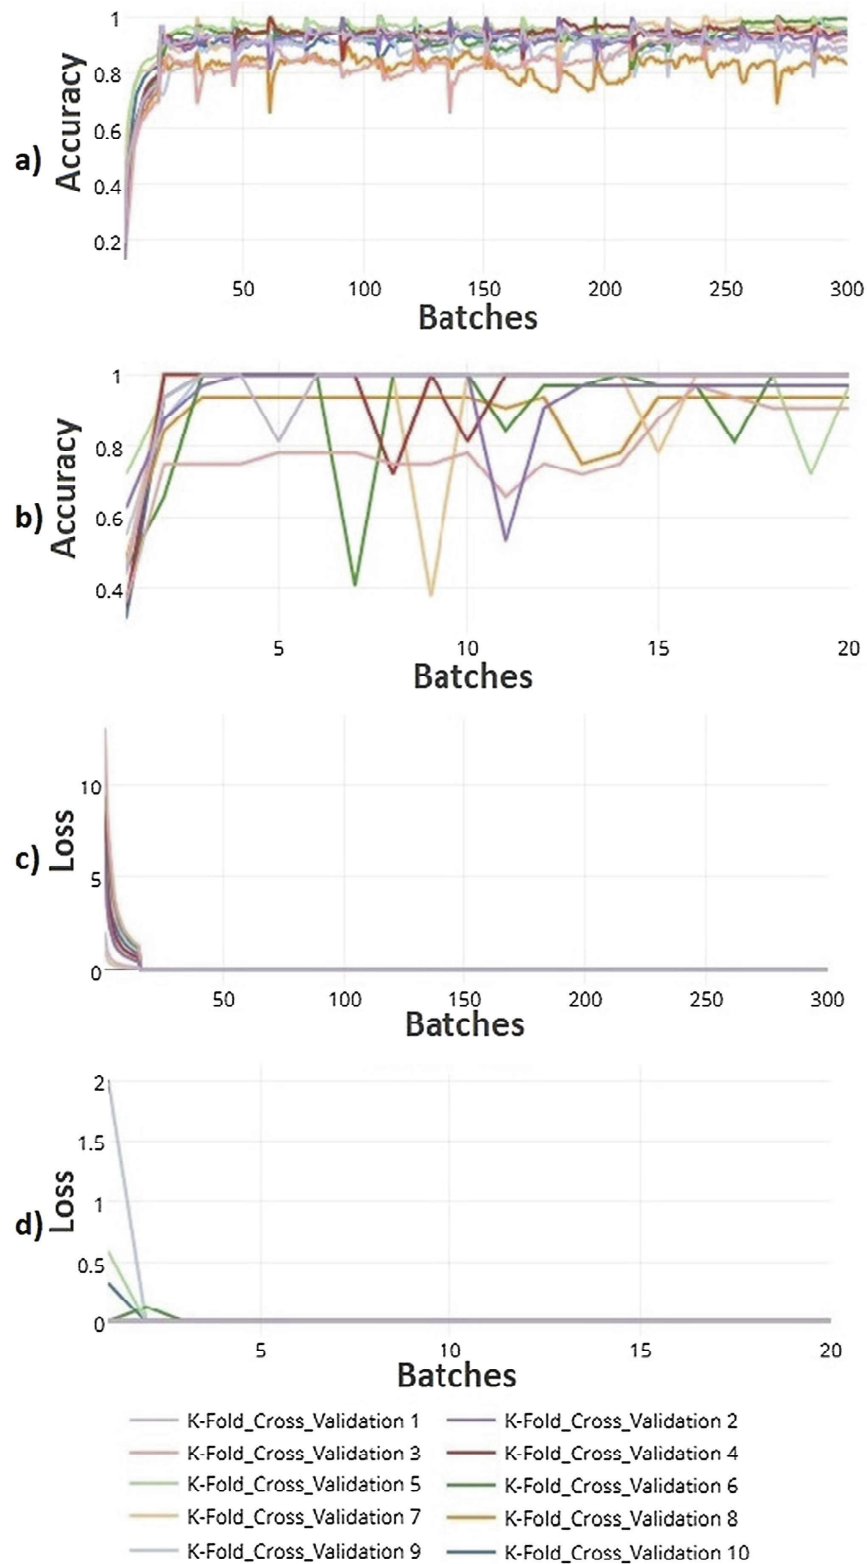 1
0.8
0.6
0.4
0.2
a)
Accuracy
50 100 150 200 250 300
Batches
1
0.8
0.6
0.4
b)
Accuracy
5 10 15 20
Batches
10
5
0
c)
Loss
50 100 150 200 250 300
Batches
2
1.5
1
0.5
0
d)
Loss
5 10 15 20
Batches
K-Fold_Cross_Validation 1 K-Fold_Cross_Validation 2
K-Fold_Cross_Validation 3 K-Fold_Cross_Validation 4
K-Fold_Cross_Validation 5 K-Fold_Cross_Validation 6
K-Fold_Cross_Validation 7 K-Fold_Cross_Validation 8
K-Fold_Cross_Validation 9 K-Fold_Cross_Validation 10